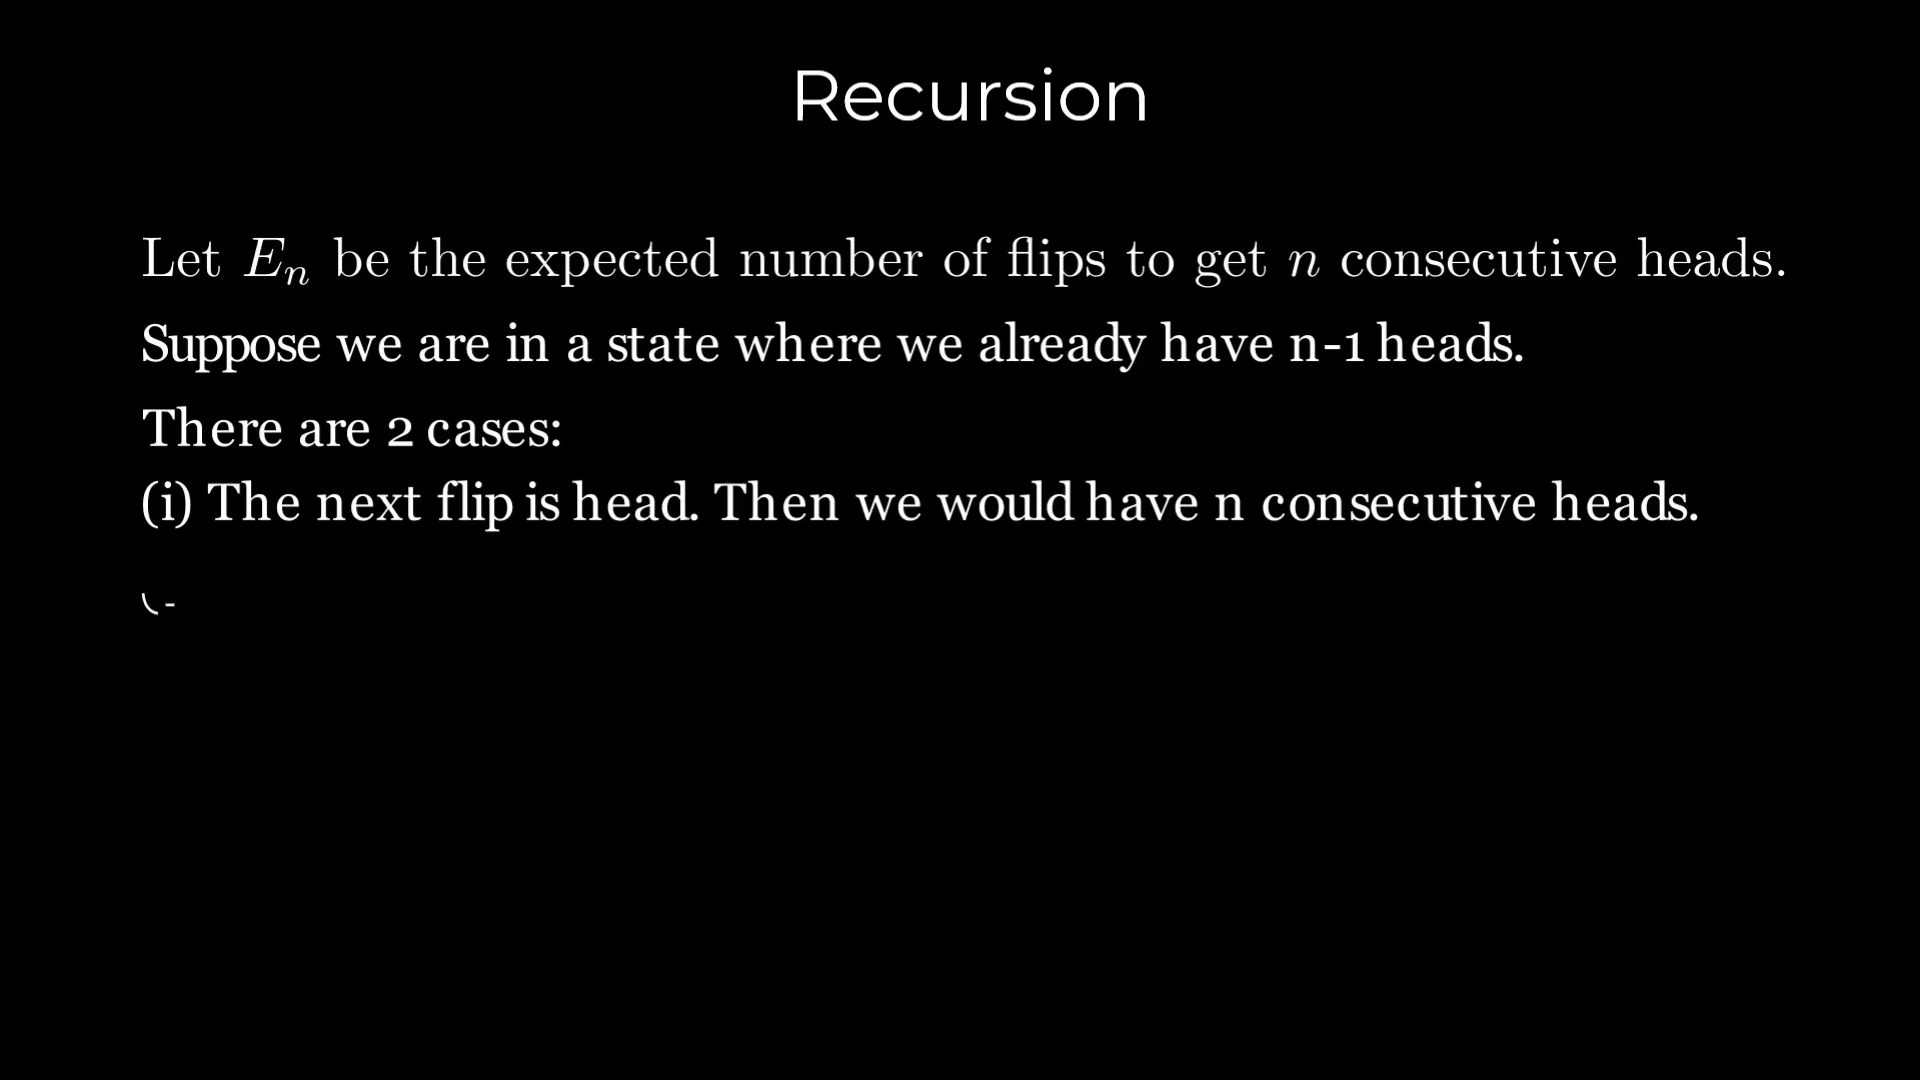 Recursion
Let Eₙ be the expected number of flips to get n consecutive heads.
Suppose we are in a state where we already have n-1 heads.
There are 2 cases:
(i) The next flip is head. Then we would have n consecutive heads.